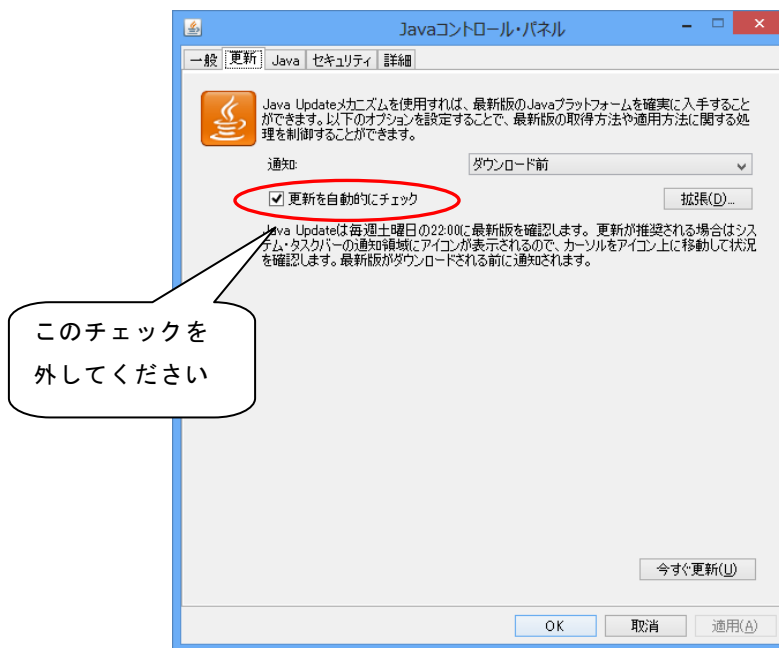 Javaコントロール・パネル
一般 更新 Java セキュリティ 詳細
Java Updateメカニズムを使用すれば、最新版のJavaプラットフォームを確実に入手すること
ができます。以下のオプションを設定することで、最新版の取得方法や適用方法に関する処
理を制御することができます。
通知: ダウンロード前
更新を自動的にチェック 拡張(D)...
Java Updateは毎週土曜日の22:00に最新版を確認します。更新が推奨される場合はシス
テム・タスクバーの通知領域にアイコンが表示されるので、カーソルをアイコン上に移動して状況
を確認します。最新版がダウンロードされる前に通知されます。
このチェックを
外してください
今すぐ更新(U)
OK 取消 適用(A)